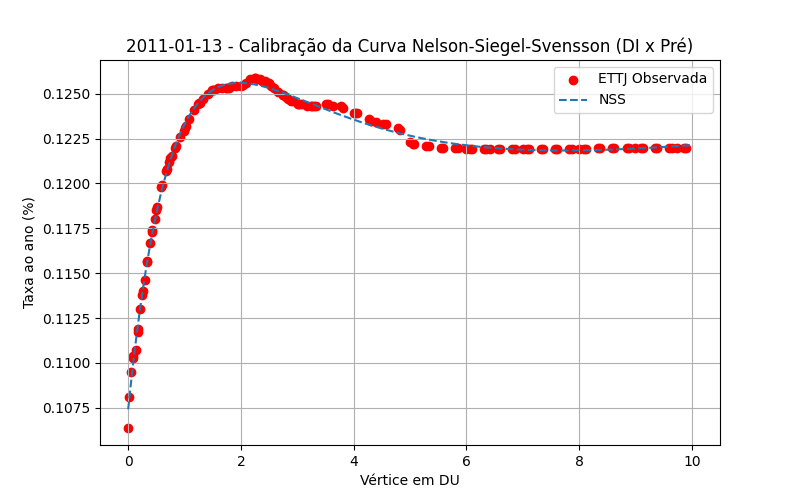 2011-01-13 - Calibração da Curva Nelson-Siegel-Svensson (DI x Pré)
ETTJ Observada
NSS
Taxa ao ano (%)
0.1250
0.1225
0.1200
0.1175
0.1150
0.1125
0.1100
0.1075
0 2 4 6 8 10
Vértice em DU